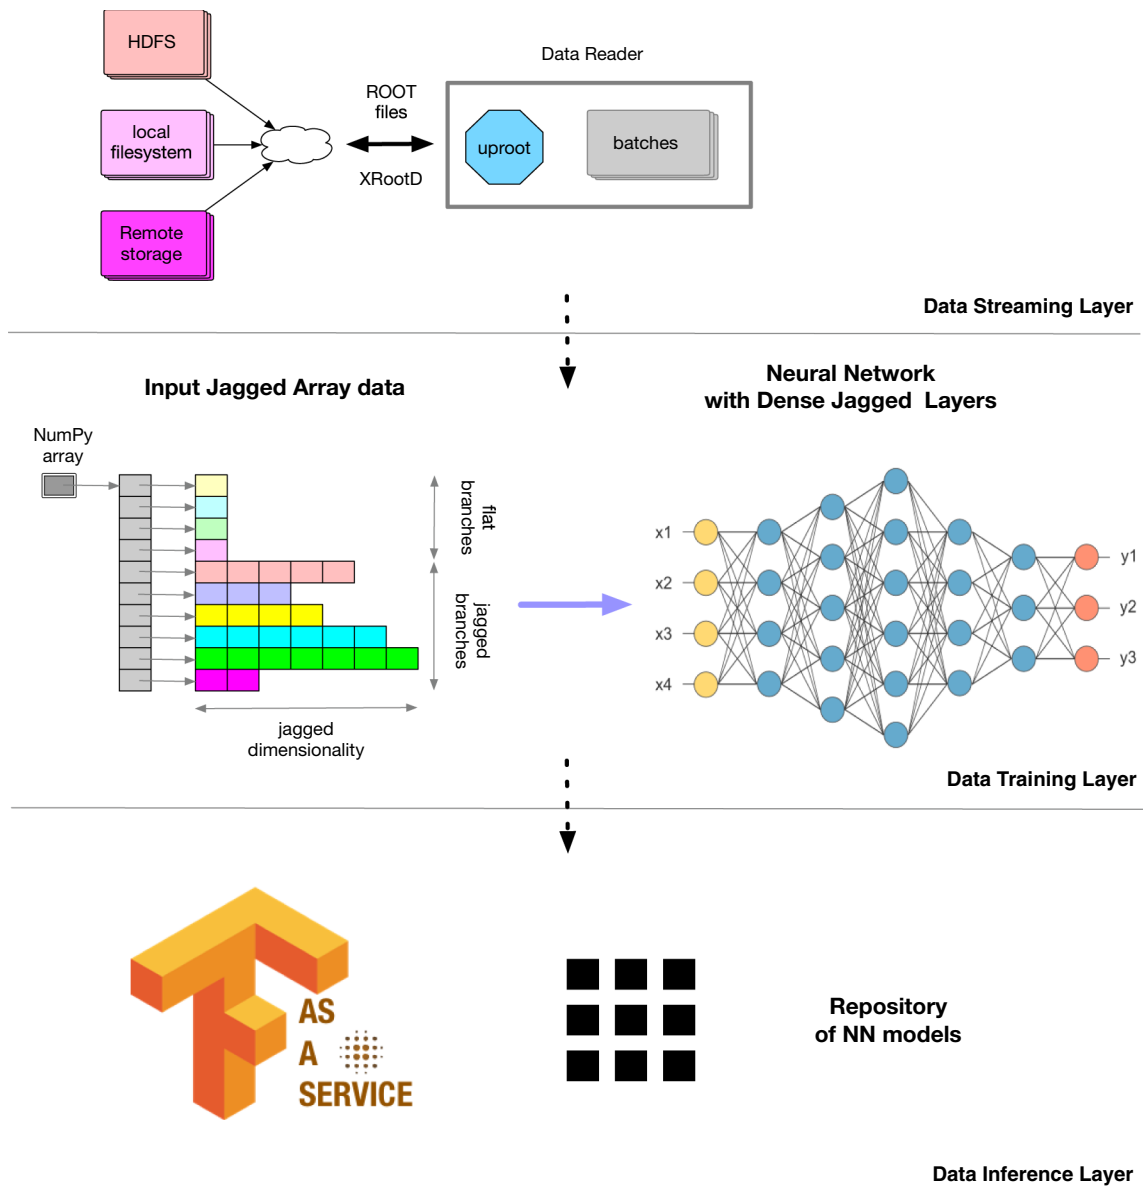 HDFS
Data Reader
ROOT
files
local
filesystem
uproot
batches
XRootD
Remote
storage
Data Streaming Layer
Input Jagged Array data
Neural Network
with Dense Jagged Layers
NumPy
array
flat
branches
jagged
branches
jagged
dimensionality
x1
x2
x3
x4
y1
y2
y3
Data Training Layer
AS
A
SERVICE
Repository
of NN models
Data Inference Layer